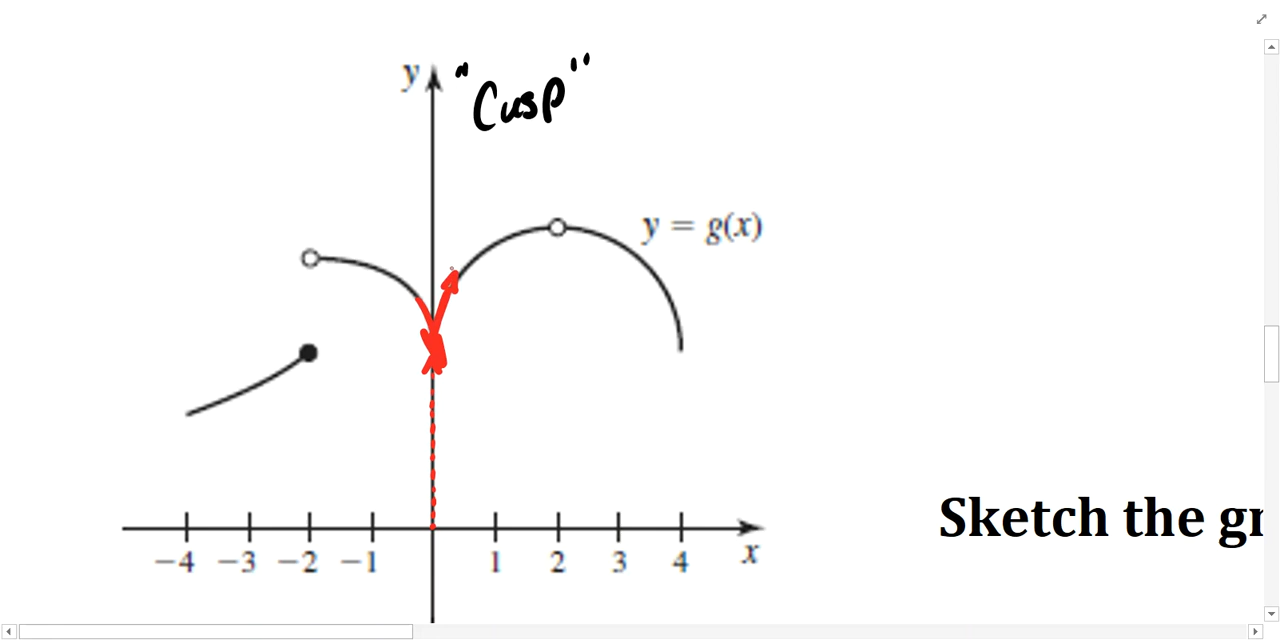 y "Cusp"
y = g(x)
Sketch the gr
−4 −3 −2 −1 1 2 3 4 x